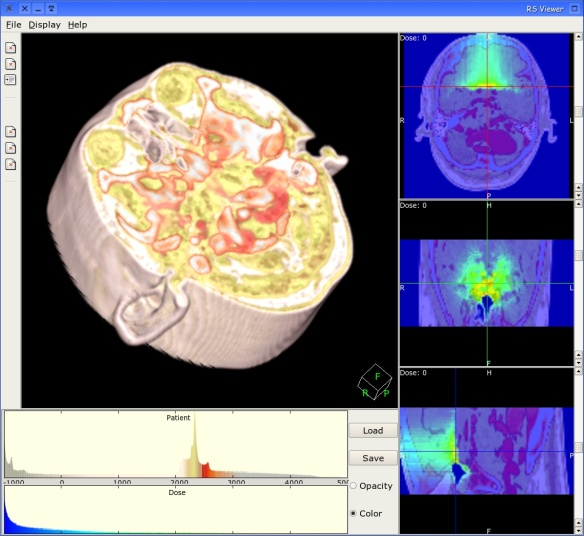 RS Viewer
File Display Help
Dose: 0
R
L
P
Dose: 0
H
R
L
F
Dose: 0
H
P
F
F
R
P
Patient
-1000 0 1000 2000 3000 4000 5000
Dose
Load
Save
Opacity
Color